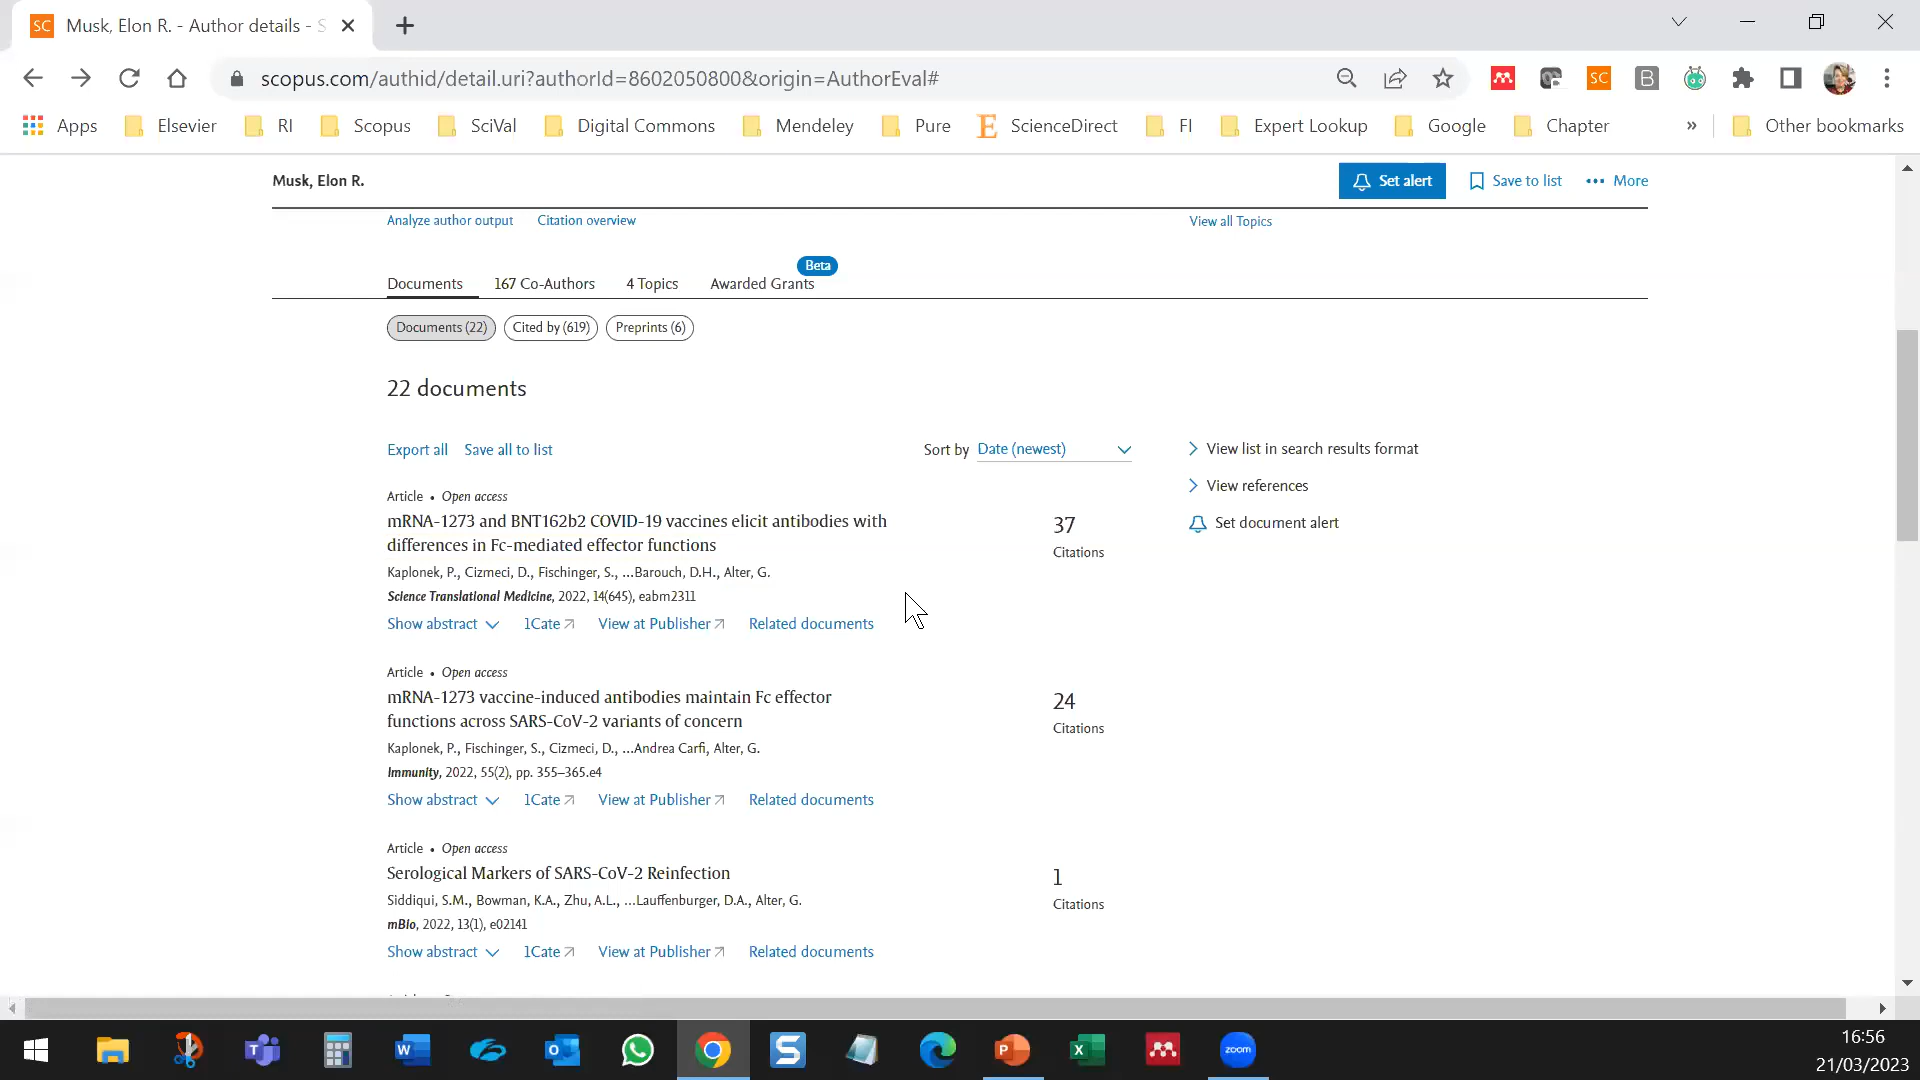 SC Musk, Elon R. - Author details - S
scopus.com/authid/detail.uri?authorId=8602050800&origin=AuthorEval#
SC B
Apps Elsevier RI Scopus SciVal Digital Commons Mendeley Pure ScienceDirect FI Expert Lookup Google Chapter » Other bookmarks
Musk, Elon R. Set alert Save to list More
Analyze author output Citation overview View all Topics
Beta
Documents 167 Co-Authors 4 Topics Awarded Grants
Documents (22) Cited by (619) Preprints (6)
22 documents
Export all Save all to list Sort by Date (newest) View list in search results format
View references
Article • Open access
mRNA-1273 and BNT162b2 COVID-19 vaccines elicit antibodies with 37 Set document alert
differences in Fc-mediated effector functions Citations
Kaplonek, P., Cizmeci, D., Fischinger, S., ...Barouch, D.H., Alter, G.
Science Translational Medicine, 2022, 14(645), eabm2311
Show abstract 1Cate View at Publisher Related documents
Article • Open access
mRNA-1273 vaccine-induced antibodies maintain Fc effector 24
functions across SARS-CoV-2 variants of concern Citations
Kaplonek, P., Fischinger, S., Cizmeci, D., ...Andrea Carfi, Alter, G.
Immunity, 2022, 55(2), pp. 355–365.e4
Show abstract 1Cate View at Publisher Related documents
Article • Open access
Serological Markers of SARS-CoV-2 Reinfection 1
Siddiqui, S.M., Bowman, K.A., Zhu, A.L., ...Lauffenburger, D.A., Alter, G. Citations
mBio, 2022, 13(1), e02141
Show abstract 1Cate View at Publisher Related documents
zoom
16:56
21/03/2023